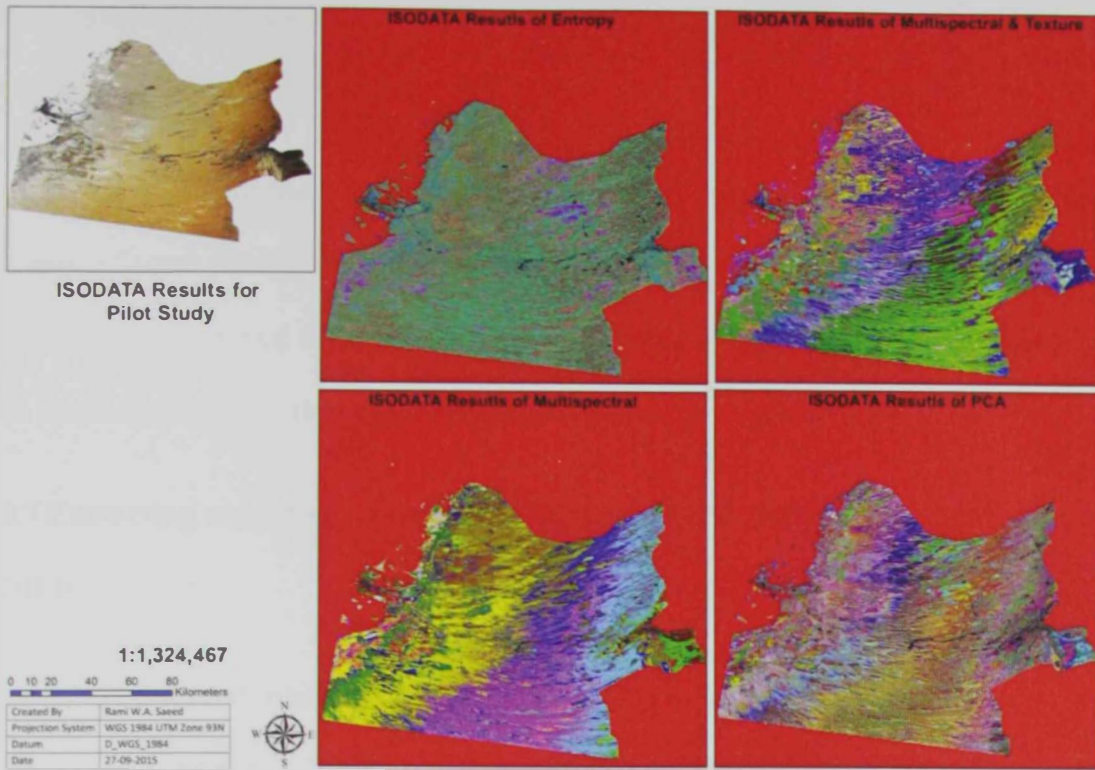 ISODATA Resutls of Entropy
ISODATA Resutls of Multispectral & Texture
ISODATA Results for
Pilot Study
ISODATA Resutls of Multispectral
ISODATA Resutls of PCA
1:1,324,467
0 10 20 40 60 80
Kilometers
Created By Rami W.A. Saeed
Projection System WGS 1984 UTM Zone 93N
Datum D_WGS_1984
Date 27-09-2015
N
W E
S